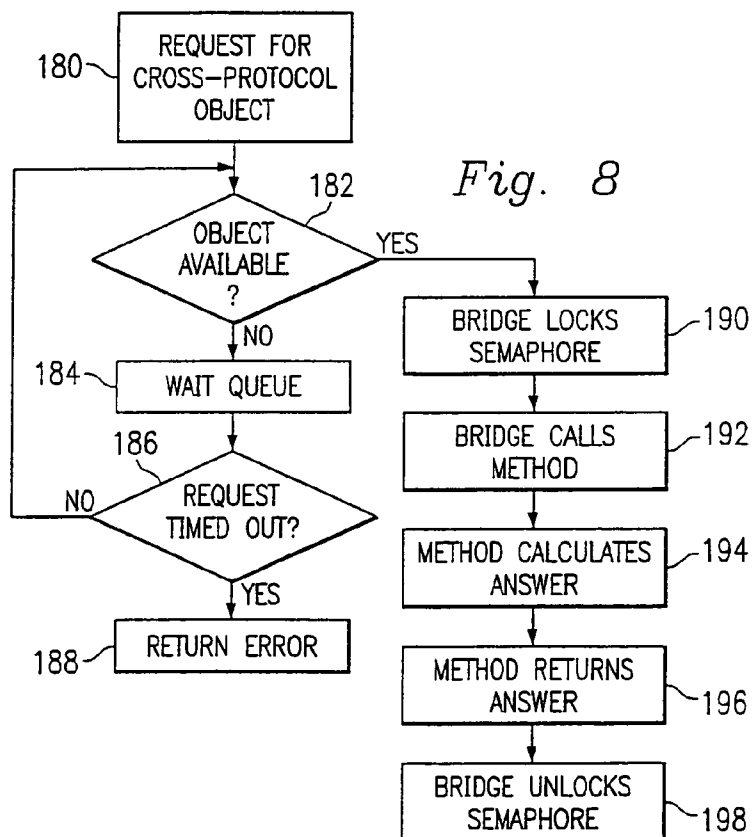 180
REQUEST FOR
CROSS-PROTOCOL
OBJECT
Fig. 8
182
OBJECT
AVAILABLE
?
YES
NO
184
WAIT QUEUE
186
REQUEST
TIMED OUT?
NO
YES
188
RETURN ERROR
BRIDGE LOCKS
SEMAPHORE
190
BRIDGE CALLS
METHOD
192
METHOD CALCULATES
ANSWER
194
METHOD RETURNS
ANSWER
196
BRIDGE UNLOCKS
SEMAPHORE
198